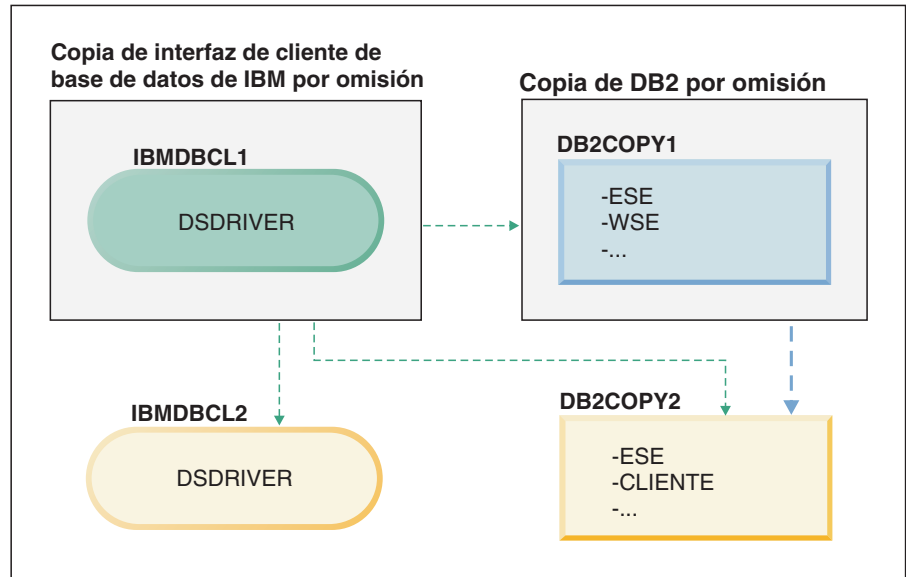 Copia de interfaz de cliente de
base de datos de IBM por omisión
Copia de DB2 por omisión
IBMDBCL1
DSDRIVER
DB2COPY1
-ESE
-WSE
-...
IBMDBCL2
DSDRIVER
DB2COPY2
-ESE
-CLIENTE
-...